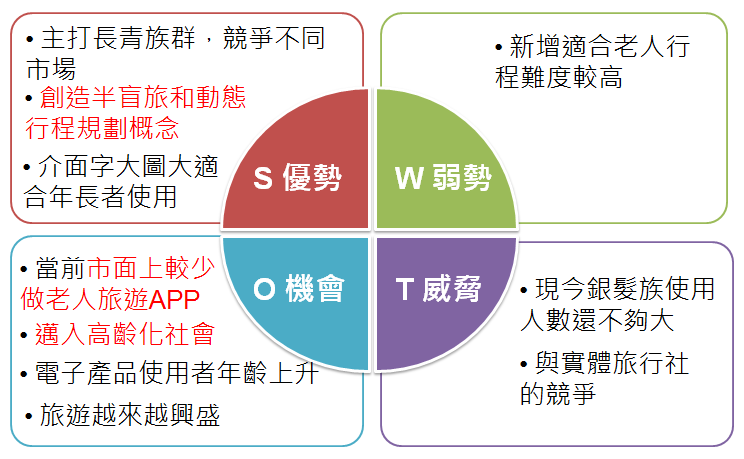 • 主打長青族群，競爭不同
市場
• 創造半盲旅和動態
行程規劃概念
• 介面字大圖大適
合年長者使用
S 優勢
• 新增適合老人行
程難度較高
W 弱勢
• 當前市面上較少
做老人旅遊APP
• 邁入高齡化社會
• 電子產品使用者年齡上升
• 旅遊越來越興盛
O 機會
T 威脅
• 現今銀髮族使用
人數還不夠大
• 與實體旅行社
的競爭